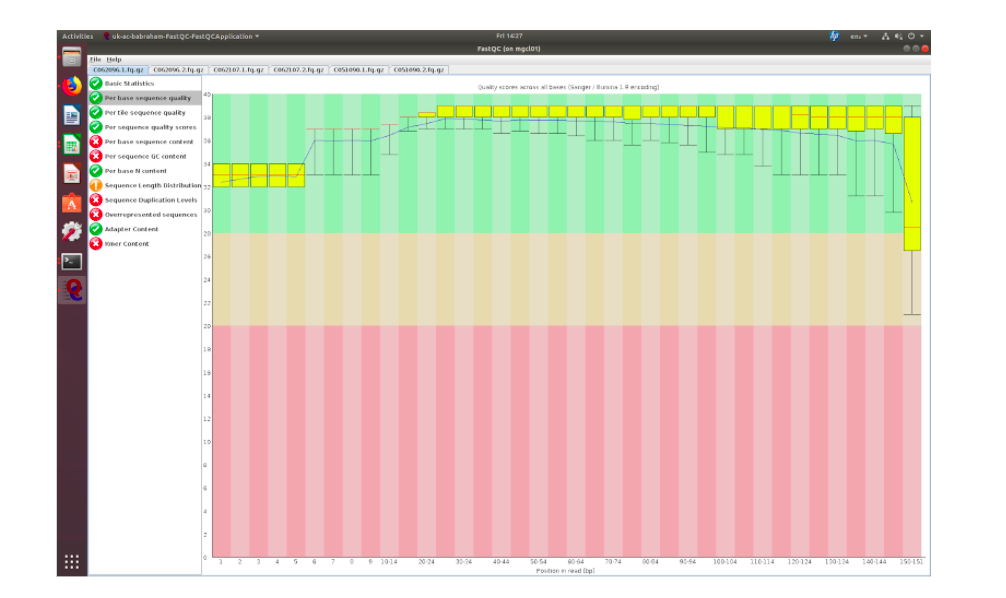 Activities uk-ac-babraham-FastQC-FastQCApplication Fri 14:27 en₁
FastQC (on mgcl01)
File Help
C062096.1.fq.gz C062096.2.fq.gz C062107.1.fq.gz C062107.2.fq.gz C051090.1.fq.gz C051090.2.fq.gz
Basic Statistics
Per base sequence quality
Per tile sequence quality
Per sequence quality scores
Per base sequence content
Per sequence GC content
Per base N content
Sequence Length Distribution
Sequence Duplication Levels
Overrepresented sequences
Adapter Content
Kmer Content
Quality scores across all bases (Sanger / Illumina 1.9 encoding)
40
38
36
34
32
30
28
26
24
22
20
18
16
14
12
10
8
6
4
2
0
1 2 3 4 5 6 7 8 9 10-14 20-24 30-34 40-44 50-54 60-64 70-74 80-84 90-94 100-104 110-114 120-124 130-134 140-144 150-151
Position in read (bp)